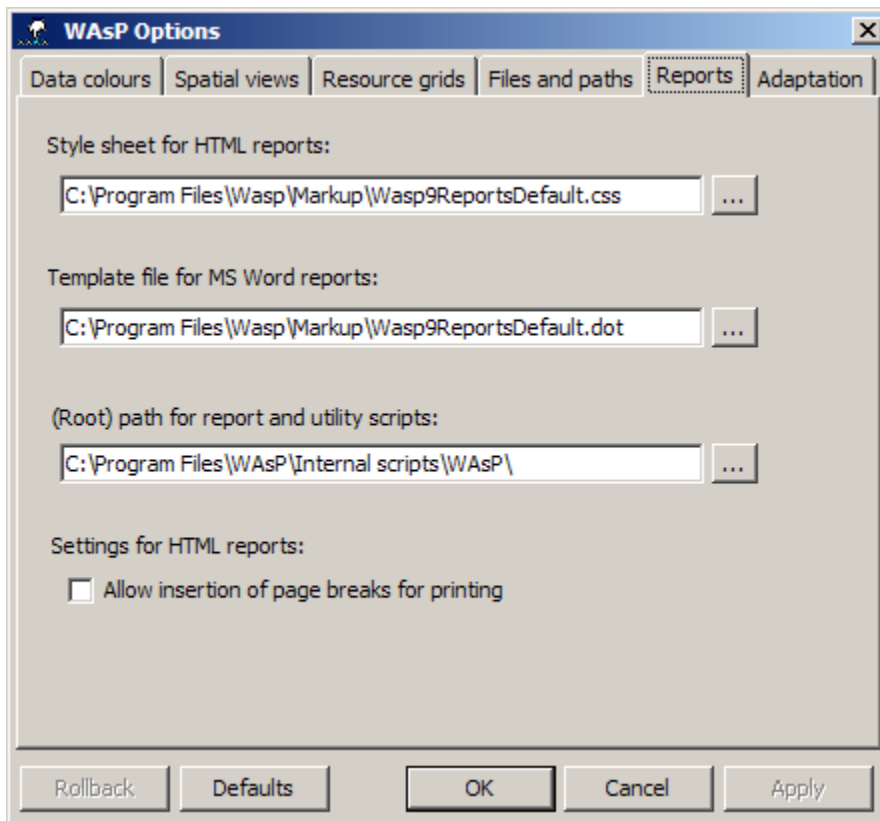 WAsP Options
Data colours Spatial views Resource grids Files and paths Reports Adaptation
Style sheet for HTML reports:
C:\Program Files\Wasp\Markup\Wasp9ReportsDefault.css ...
Template file for MS Word reports:
C:\Program Files\Wasp\Markup\Wasp9ReportsDefault.dot ...
(Root) path for report and utility scripts:
C:\Program Files\WAsP\Internal scripts\WAsP\ ...
Settings for HTML reports:
Allow insertion of page breaks for printing
Rollback Defaults OK Cancel Apply